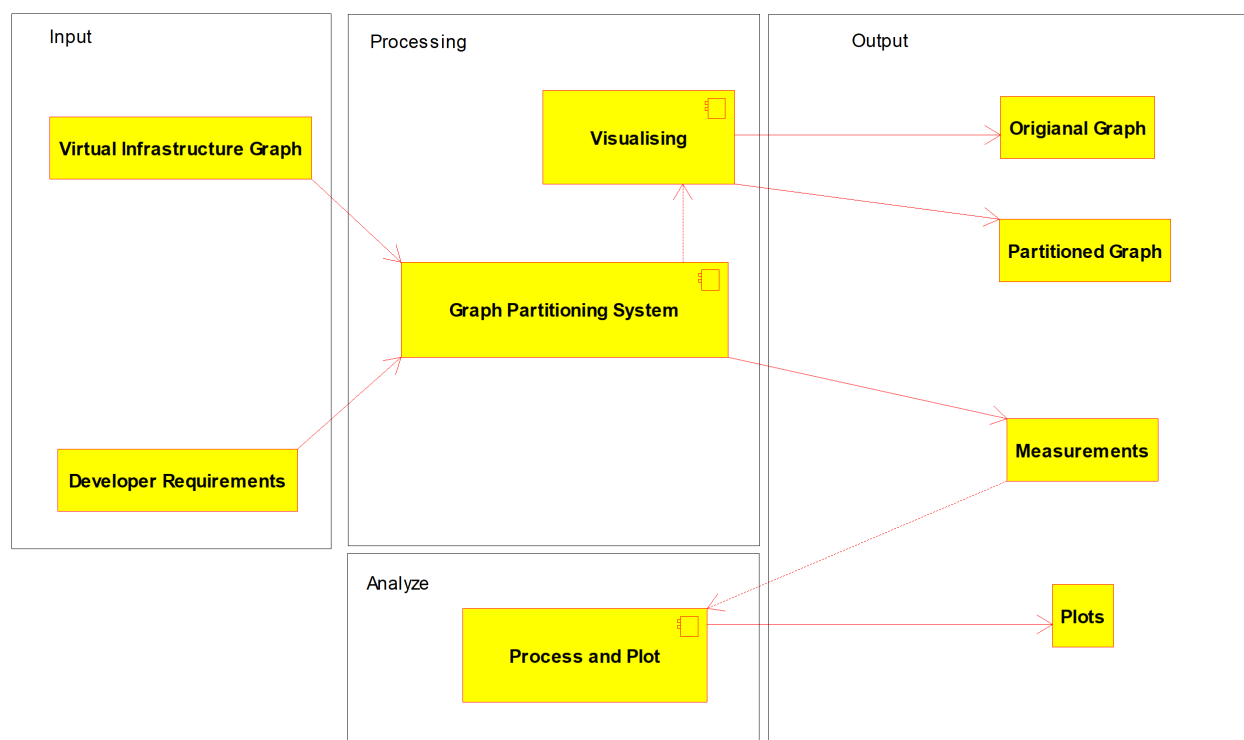 Input
Virtual Infrastructure Graph
Developer Requirements
Processing
Visualising
Graph Partitioning System
Analyze
Process and Plot
Output
Origianal Graph
Partitioned Graph
Measurements
Plots